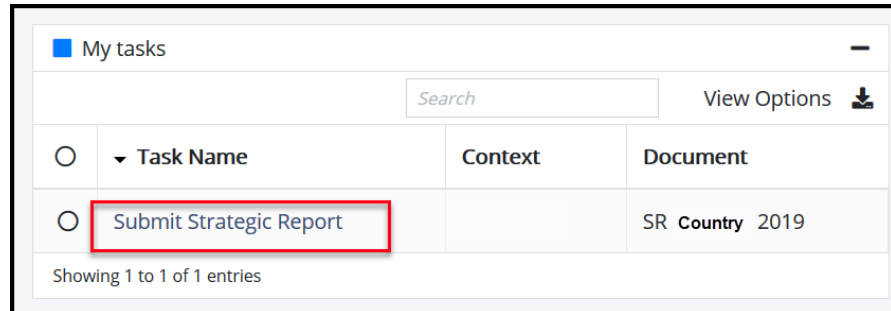 My tasks
Search View Options
Task Name Context Document
Submit Strategic Report SR Country 2019
Showing 1 to 1 of 1 entries